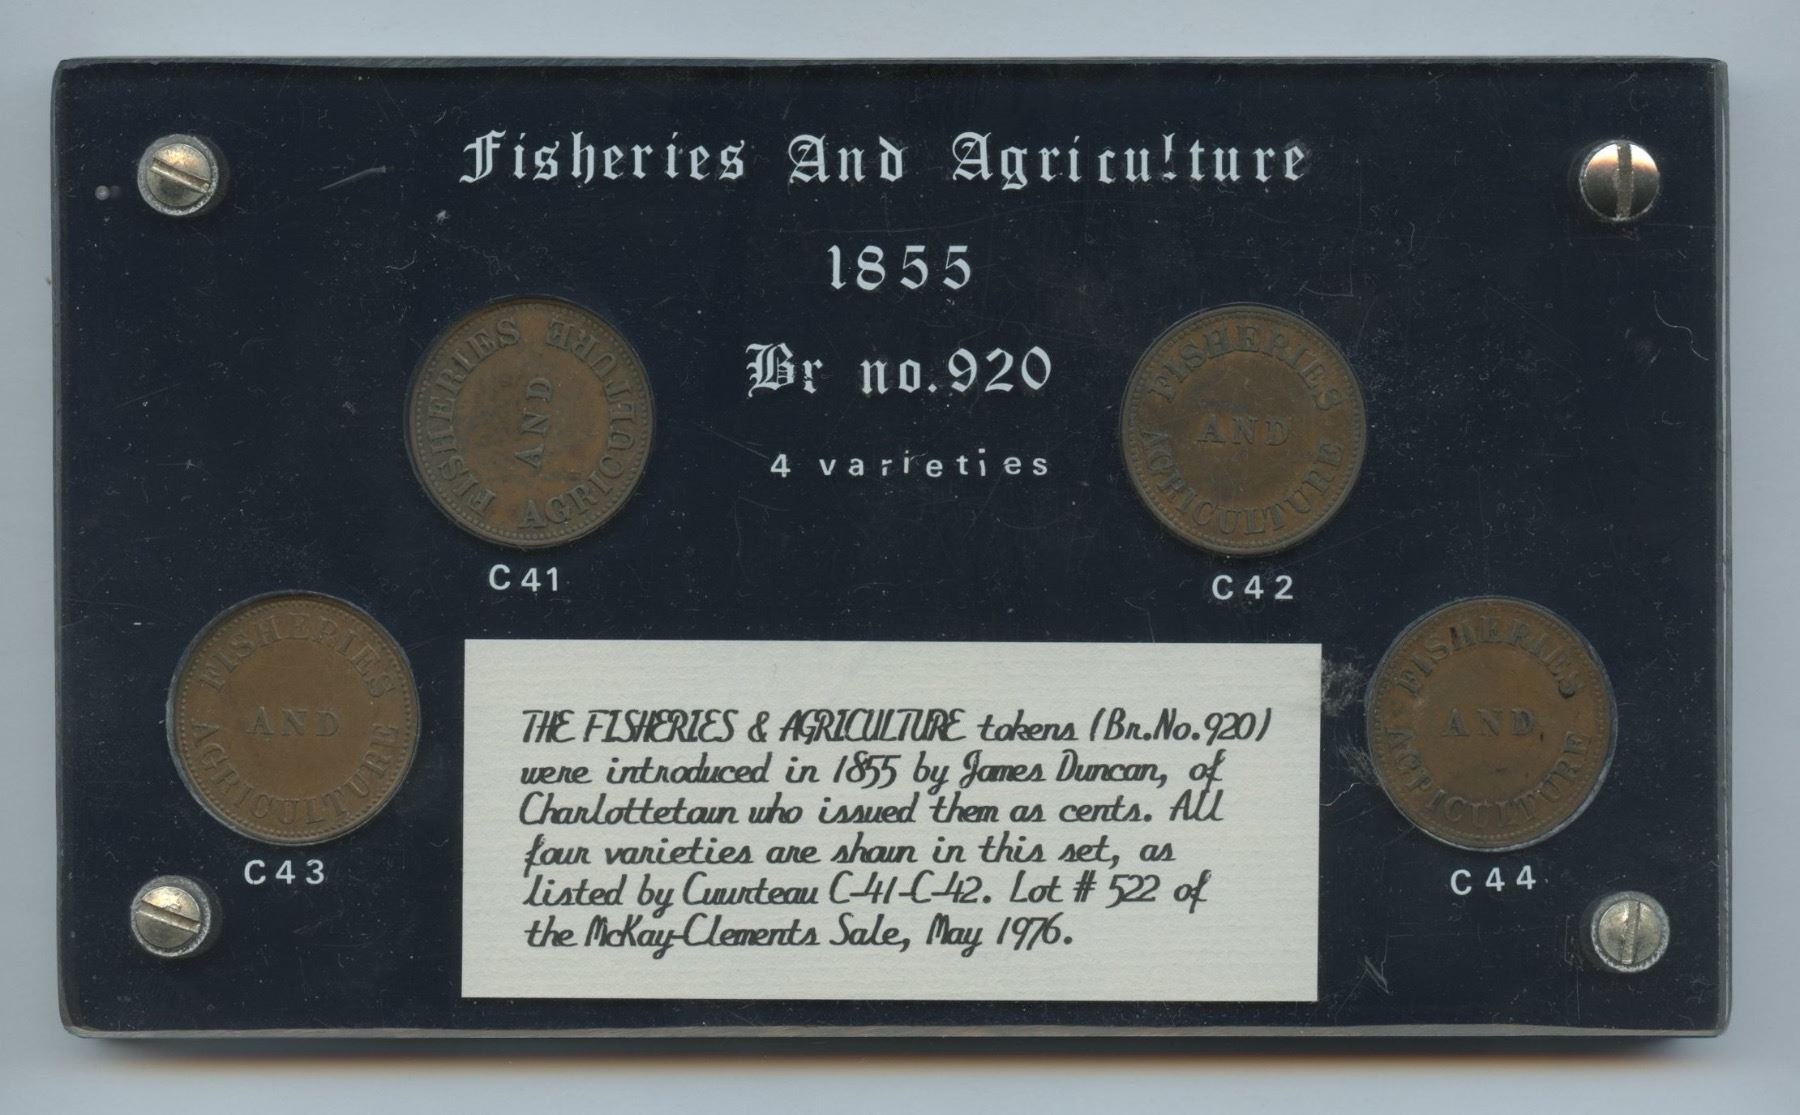 Fisheries And Agriculture
1855
Br no.920
4 varieties
FISHERIES AND AGRICULTURE
C41
FISHERIES
AND
AGRICULTURE
C42
FISHERIES
AND
AGRICULTURE
C43
FISHERIES
AND
AGRICULTURE
C44
THE FISHERIES & AGRICULTURE tokens (Br.No.920)
were introduced in 1855 by James Duncan, of
Charlottetown who issued them as cents. All
four varieties are shown in this set, as
listed by Cuurteau C-41-C-42. Lot # 522 of
the McKay-Clements Sale, May 1976.